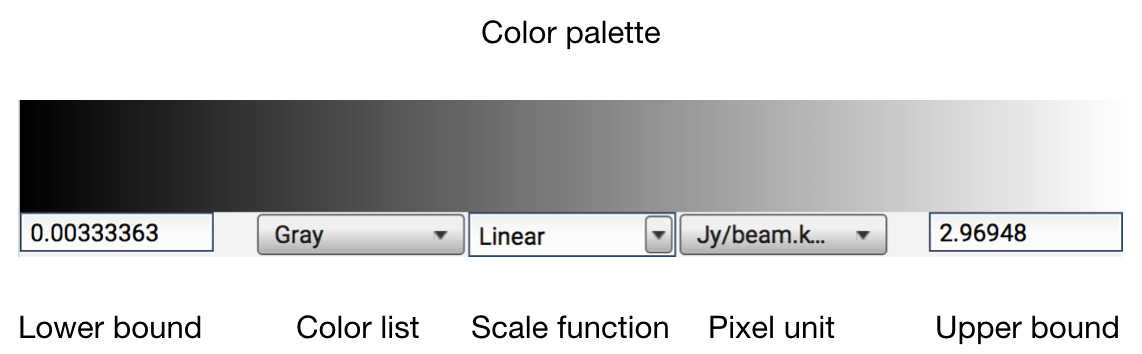 Color palette
0.00333363 Gray Linear Jy/beam.k... 2.96948
Lower bound Color list Scale function Pixel unit Upper bound